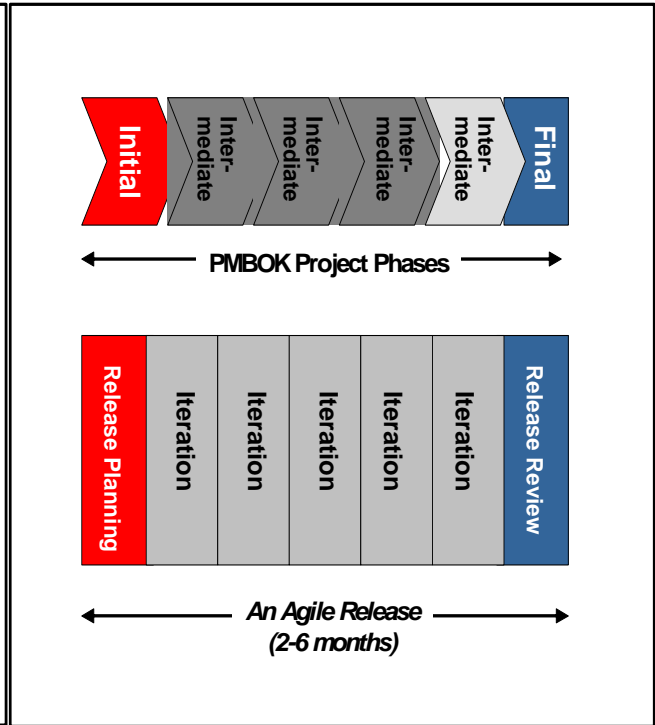 Initial
Inter-
mediate
Inter-
mediate
Inter-
mediate
Inter-
mediate
Final
PMBOK Project Phases
Release Planning
Iteration
Iteration
Iteration
Iteration
Iteration
Release Review
An Agile Release
(2-6 months)